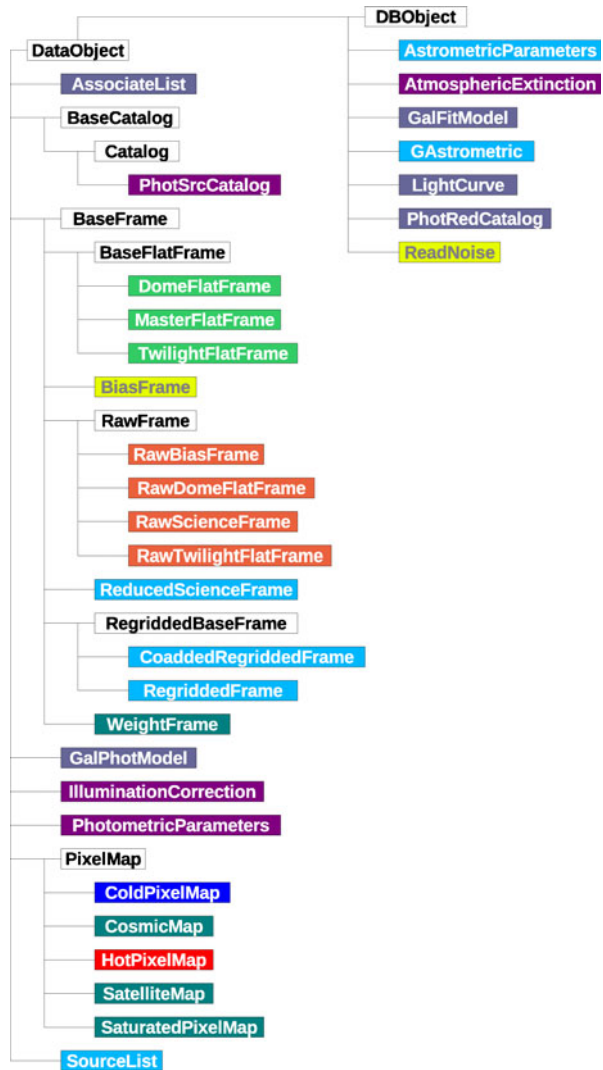 DBObject
DataObject
AssociateList
BaseCatalog
Catalog
PhotSrcCatalog
BaseFrame
BaseFlatFrame
DomeFlatFrame
MasterFlatFrame
TwilightFlatFrame
BiasFrame
RawFrame
RawBiasFrame
RawDomeFlatFrame
RawScienceFrame
RawTwilightFlatFrame
ReducedScienceFrame
RegriddedBaseFrame
CoaddedRegriddedFrame
RegriddedFrame
WeightFrame
GalPhotModel
IlluminationCorrection
PhotometricParameters
PixelMap
ColdPixelMap
CosmicMap
HotPixelMap
SatelliteMap
SaturatedPixelMap
SourceList
AstrometricParameters
AtmosphericExtinction
GalFitModel
GAstrometric
LightCurve
PhotRedCatalog
ReadNoise